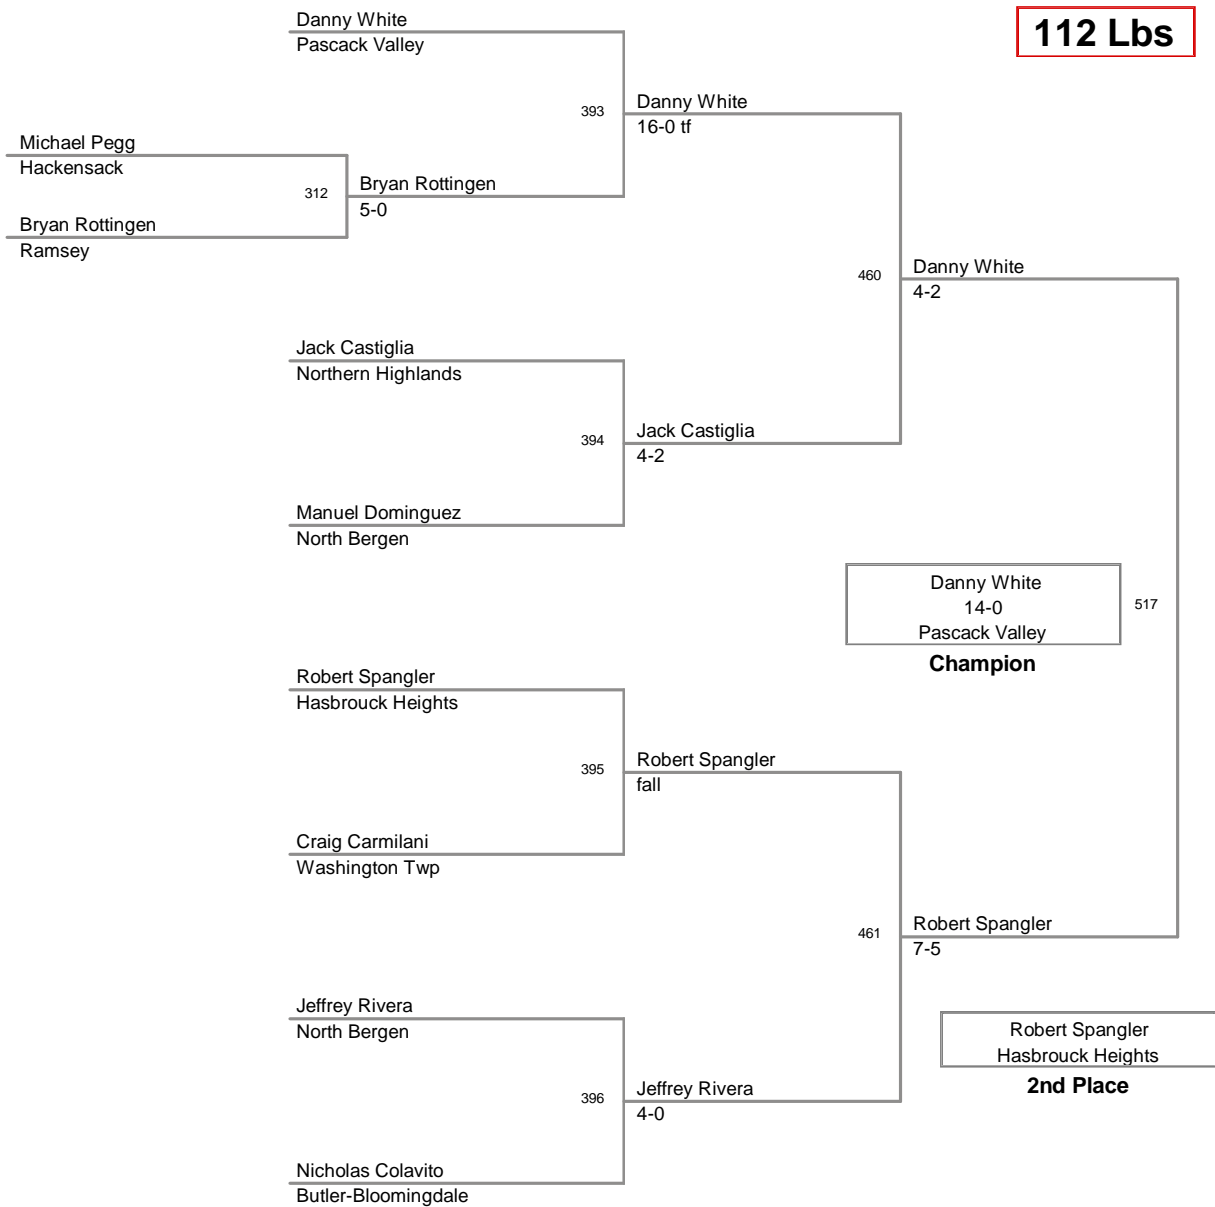 Danny White
Pascack Valley
112 Lbs
393
Danny White
16-0 tf
Michael Pegg
Hackensack
312
Bryan Rottingen
5-0
Bryan Rottingen
Ramsey
460
Danny White
4-2
Jack Castiglia
Northern Highlands
394
Jack Castiglia
4-2
Manuel Dominguez
North Bergen
Danny White
14-0
Pascack Valley
517
Champion
Robert Spangler
Hasbrouck Heights
395
Robert Spangler
fall
Craig Carmilani
Washington Twp
461
Robert Spangler
7-5
Jeffrey Rivera
North Bergen
Robert Spangler
Hasbrouck Heights
2nd Place
396
Jeffrey Rivera
4-0
Nicholas Colavito
Butler-Bloomingdale